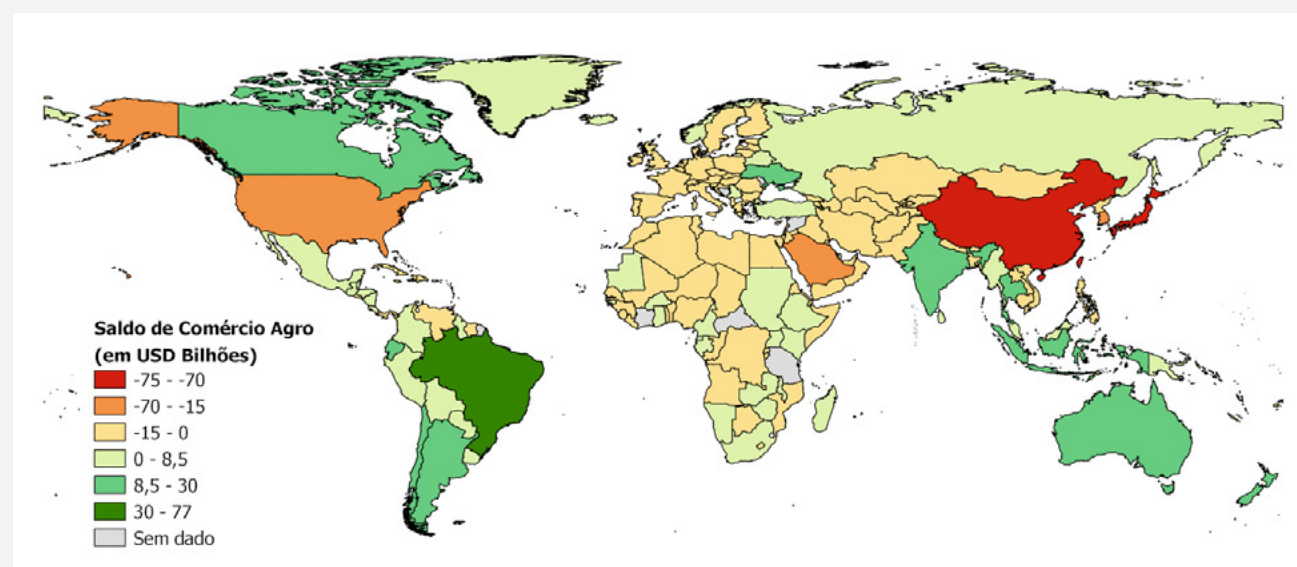 Saldo de Comércio Agro
(em USD Bilhões)
-75 - -70
-70 - -15
-15 - 0
0 - 8,5
8,5 - 30
30 - 77
Sem dado